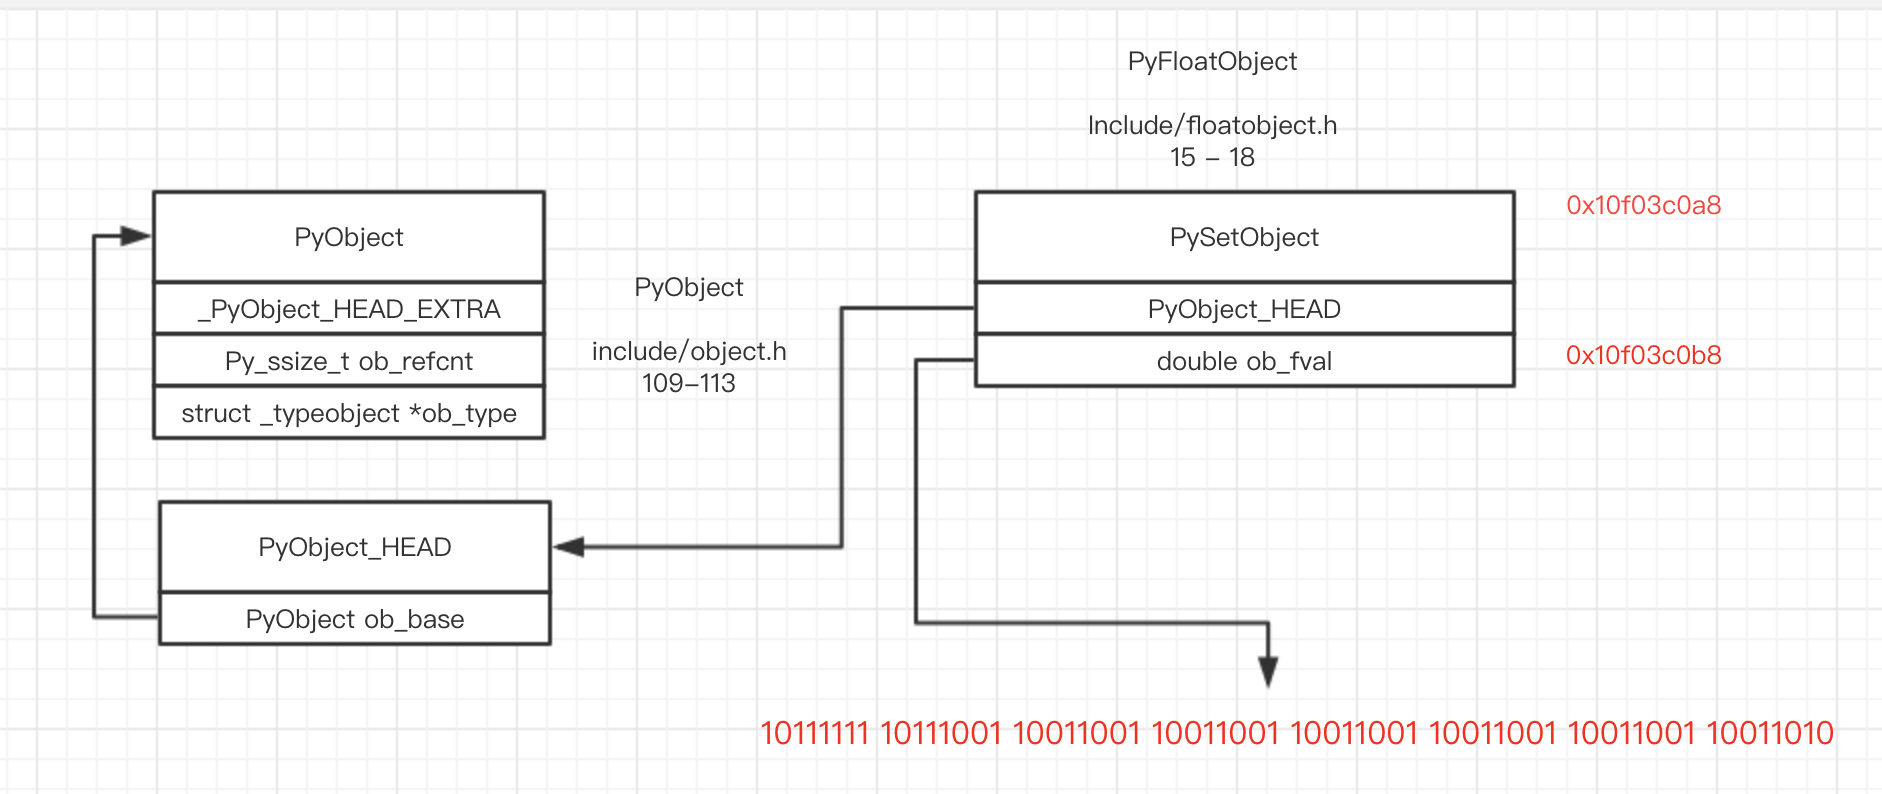 PyFloatObject
Include/floatobject.h
15 - 18
PyObject
_PyObject_HEAD_EXTRA
Py_ssize_t ob_refcnt
struct _typeobject *ob_type
PyObject
include/object.h
109-113
PySetObject
PyObject_HEAD
double ob_fval
0x10f03c0a8
0x10f03c0b8
PyObject_HEAD
PyObject ob_base
10111111 10111001 10011001 10011001 10011001 10011001 10011001 10011010